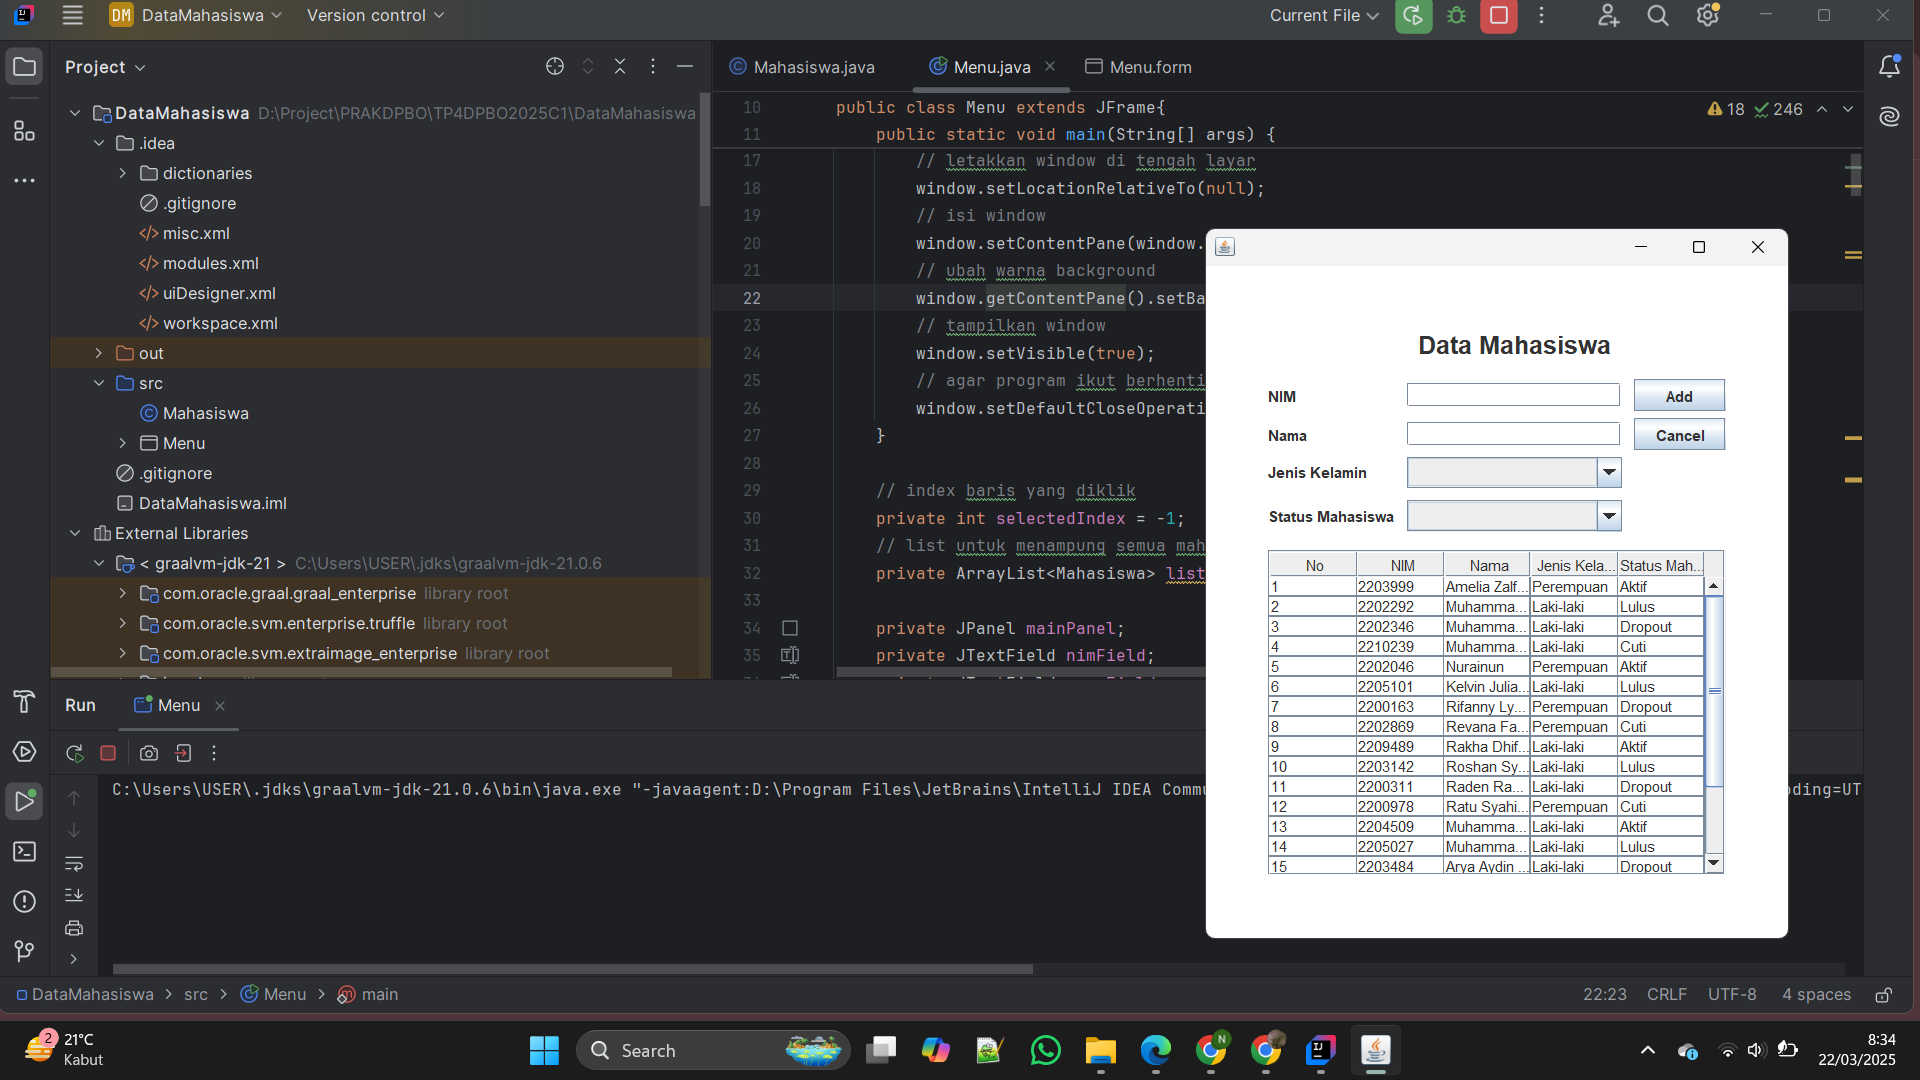 DM DataMahasiswa
Version control
Current File
Project
Mahasiswa.java
Menu.java
Menu.form
DataMahasiswa D:\Project\PRAKDPBO\TP4DPBO2025C1\DataMahasiswa
.idea
dictionaries
.gitignore
misc.xml
modules.xml
uiDesigner.xml
workspace.xml
out
src
Mahasiswa
Menu
.gitignore
DataMahasiswa.iml
External Libraries
< graalvm-jdk-21 > C:\Users\USER\.jdks\graalvm-jdk-21.0.6
com.oracle.graal.graal_enterprise library root
com.oracle.svm.enterprise.truffle library root
com.oracle.svm.extraimage_enterprise library root
18 246
10 public class Menu extends JFrame{
11 public static void main(String[] args) {
17 // letakkan window di tengah layar
18 window.setLocationRelativeTo(null);
19 // isi window
20 window.setContentPane(window.
21 // ubah warna background
22 window.getContentPane().setBa
23 // tampilkan window
24 window.setVisible(true);
25 // agar program ikut berhenti
26 window.setDefaultCloseOperati
27 }
28
29 // index baris yang diklik
30 private int selectedIndex = -1;
31 // list untuk menampung semua mah
32 private ArrayList<Mahasiswa> list
33
34 private JPanel mainPanel;
35 private JTextField nimField;
Data Mahasiswa
NIM
Add
Nama
Cancel
Jenis Kelamin
Status Mahasiswa
No NIM Nama Jenis Kela... Status Mah...
1 2203999 Amelia Zalf... Perempuan Aktif
2 2202292 Muhamma... Laki-laki Lulus
3 2202346 Muhamma... Laki-laki Dropout
4 2210239 Muhamma... Laki-laki Cuti
5 2202046 Nurainun Perempuan Aktif
6 2205101 Kelvin Julia... Laki-laki Lulus
7 2200163 Rifanny Ly... Perempuan Dropout
8 2202869 Revana Fa... Perempuan Cuti
9 2209489 Rakha Dhif... Laki-laki Aktif
10 2203142 Roshan Sy... Laki-laki Lulus
11 2200311 Raden Ra... Laki-laki Dropout
12 2200978 Ratu Syahi... Perempuan Cuti
13 2204509 Muhamma... Laki-laki Aktif
14 2205027 Muhamma... Laki-laki Lulus
15 2203484 Arya Aydin ... Laki-laki Dropout
Run
Menu
C:\Users\USER\.jdks\graalvm-jdk-21.0.6\bin\java.exe "-javaagent:D:\Program Files\JetBrains\IntelliJ IDEA Commu
oding=UT
DataMahasiswa > src > Menu > main
22:23 CRLF UTF-8 4 spaces
2
21°C
Kabut
Search
N
8:34
22/03/2025